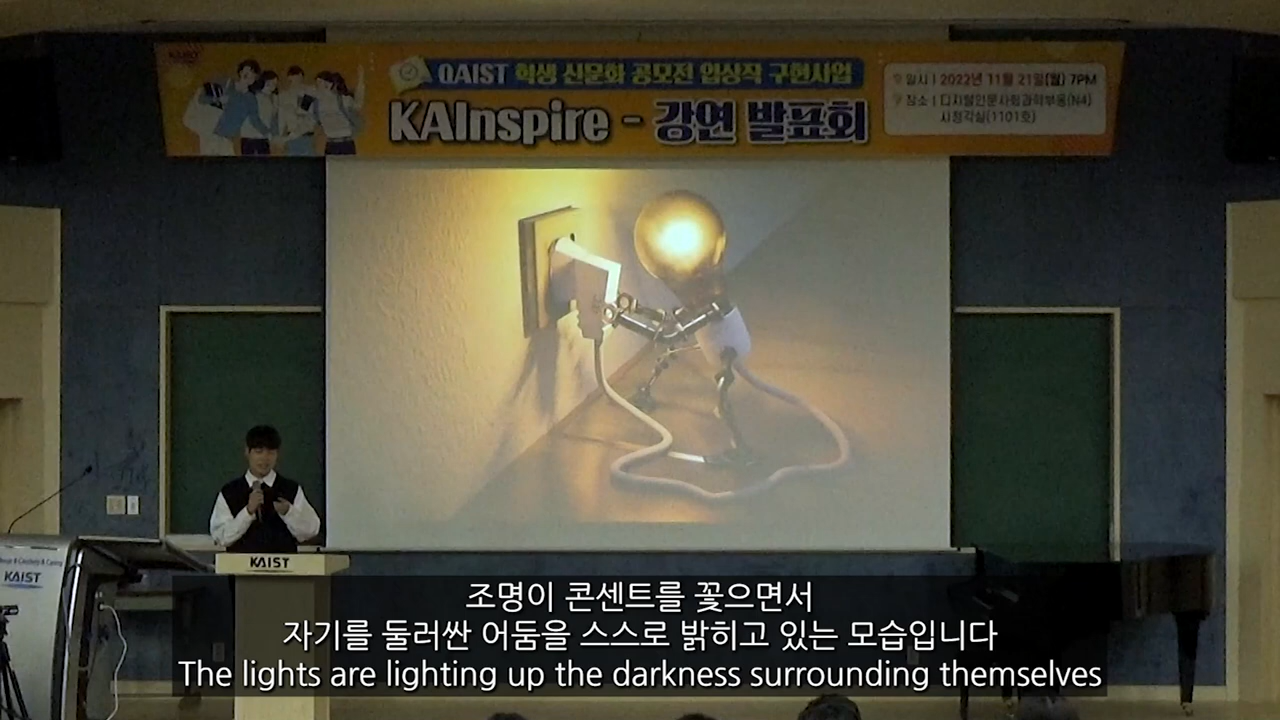 KAIST
QAIST 학생 신문화 공모전 입상작 구현사업
KAInspire - 강연 발표회
일시 | 2022년 11월 21일(월) 7PM
장소 | 디지털인문사회과학부동(N4)
시청각실(1101호)
KAIST
KAIST
조명이 콘센트를 꽂으면서
자기를 둘러싼 어둠을 스스로 밝히고 있는 모습입니다
The lights are lighting up the darkness surrounding themselves